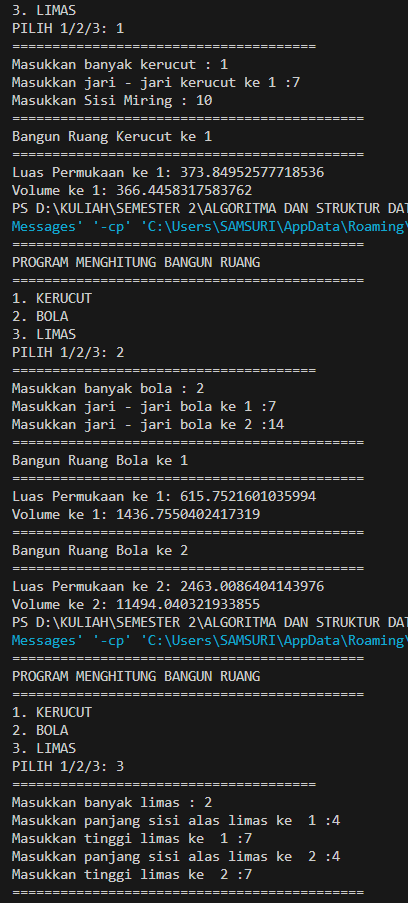 3. LIMAS
PILIH 1/2/3: 1
======================================
Masukkan banyak kerucut : 1
Masukkan jari - jari kerucut ke 1 :7
Masukkan Sisi Miring : 10
============================================
Bangun Ruang Kerucut ke 1
============================================
Luas Permukaan ke 1: 373.84952577718536
Volume ke 1: 366.4458317583762
PS D:\KULIAH\SEMESTER 2\ALGORITMA DAN STRUKTUR DAT
Messages' '-cp' 'C:\Users\SAMSURI\AppData\Roaming\
============================================
PROGRAM MENGHITUNG BANGUN RUANG
============================================
1. KERUCUT
2. BOLA
3. LIMAS
PILIH 1/2/3: 2
======================================
Masukkan banyak bola : 2
Masukkan jari - jari bola ke 1 :7
Masukkan jari - jari bola ke 2 :14
============================================
Bangun Ruang Bola ke 1
============================================
Luas Permukaan ke 1: 615.7521601035994
Volume ke 1: 1436.7550402417319
============================================
Bangun Ruang Bola ke 2
============================================
Luas Permukaan ke 2: 2463.0086404143976
Volume ke 2: 11494.040321933855
PS D:\KULIAH\SEMESTER 2\ALGORITMA DAN STRUKTUR DAT
Messages' '-cp' 'C:\Users\SAMSURI\AppData\Roaming\
============================================
PROGRAM MENGHITUNG BANGUN RUANG
============================================
1. KERUCUT
2. BOLA
3. LIMAS
PILIH 1/2/3: 3
======================================
Masukkan banyak limas : 2
Masukkan panjang sisi alas limas ke  1 :4
Masukkan tinggi limas ke  1 :7
Masukkan panjang sisi alas limas ke  2 :4
Masukkan tinggi limas ke  2 :7
============================================